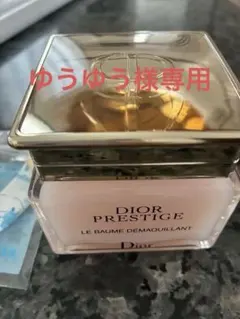 ゆうゆう様専用
DIOR
PRESTIGE
LE BAUME DÉMAQUILLANT
Dior